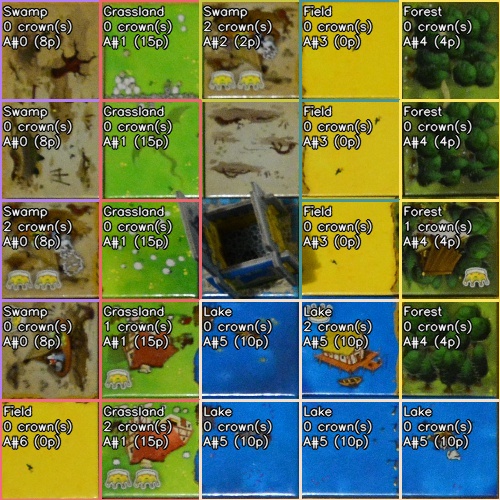 Swamp
0 crown(s)
A#0 (8p)
Grassland
0 crown(s)
A#1 (15p)
Swamp
2 crown(s)
A#2 (2p)
Field
0 crown(s)
A#3 (0p)
Forest
0 crown(s)
A#4 (4p)
Swamp
0 crown(s)
A#0 (8p)
Grassland
0 crown(s)
A#1 (15p)
Field
0 crown(s)
A#3 (0p)
Forest
0 crown(s)
A#4 (4p)
Swamp
2 crown(s)
A#0 (8p)
Grassland
0 crown(s)
A#1 (15p)
Field
0 crown(s)
A#3 (0p)
Forest
1 crown(s)
A#4 (4p)
Swamp
0 crown(s)
A#0 (8p)
Grassland
1 crown(s)
A#1 (15p)
Lake
0 crown(s)
A#5 (10p)
Lake
2 crown(s)
A#5 (10p)
Forest
0 crown(s)
A#4 (4p)
Field
0 crown(s)
A#6 (0p)
Grassland
2 crown(s)
A#1 (15p)
Lake
0 crown(s)
A#5 (10p)
Lake
0 crown(s)
A#5 (10p)
Lake
0 crown(s)
A#5 (10p)